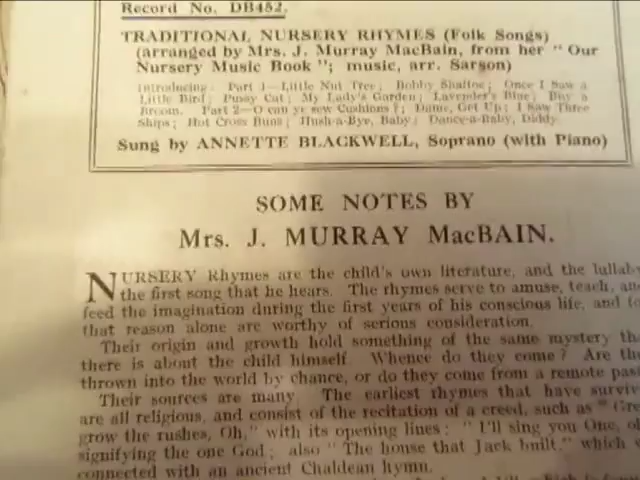 Record No. DB452.
TRADITIONAL NURSERY RHYMES (Folk Songs)
(arranged by Mrs. J. Murray MacBain, from her "Our
Nursery Music Book"; music, arr. Sarson)
Introducing: Part 1—Little Nut Tree; Bobby Shaftoe; Once I Saw a
Little Bird; Pussy Cat; My Lady's Garden; Lavender's Blue; Buy a
Broom. Part 2—O can ye sew Cushions?; Dame, Get Up; I Saw Three
Ships; Hot Cross Buns; Hush-a-Bye, Baby; Dance-a-Baby, Diddy.
Sung by ANNETTE BLACKWELL, Soprano (with Piano)
SOME NOTES BY
Mrs. J. MURRAY MacBAIN.
NURSERY Rhymes are the child's own literature, and the lullaby
the first song that he hears. The rhymes serve to amuse, teach, and
feed the imagination during the first years of his conscious life, and
that reason alone are worthy of serious consideration.
Their origin and growth hold something of the same mystery
there is about the child himself. Whence do they come? Are
thrown into the world by chance, or do they come from a remote past
Their sources are many. The earliest rhymes that have
are all religious, and consist of the recitation of a creed, such as
grow the rushes, Oh," with its opening lines: "I'll sing you One,
signifying the one God; also "The house that Jack built," which
connected with an ancient Chaldean hymn.